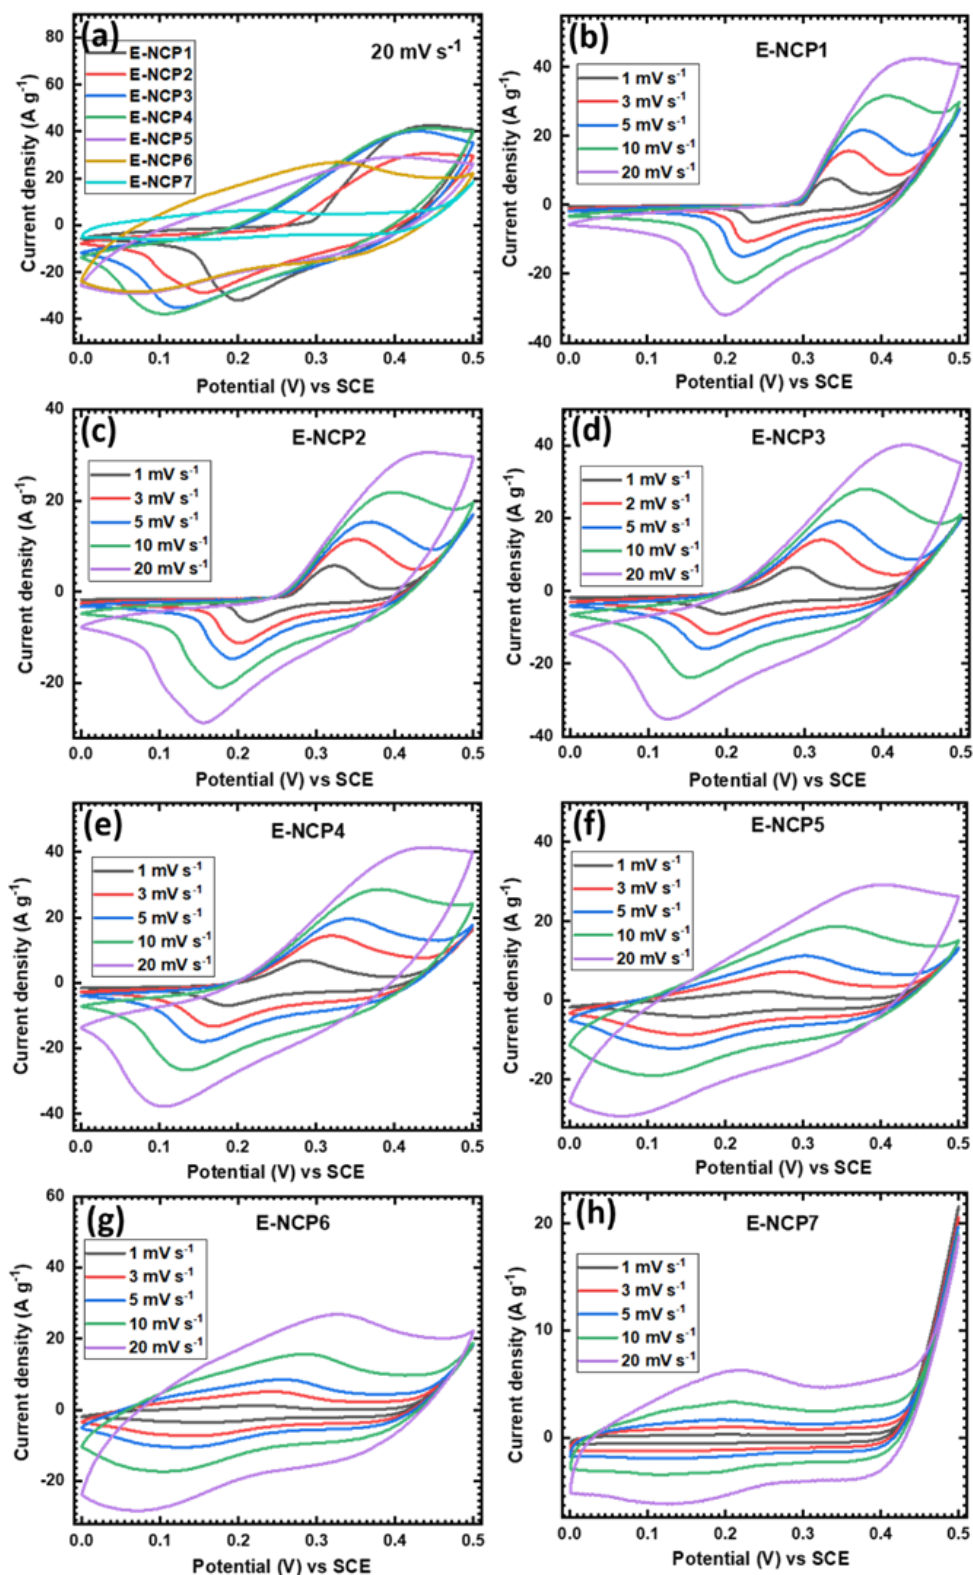 (a)
20 mV s⁻¹
E-NCP1
E-NCP2
E-NCP3
E-NCP4
E-NCP5
E-NCP6
E-NCP7
80
60
40
20
0
-20
-40
Current density (A g⁻¹)
0.0 0.1 0.2 0.3 0.4 0.5
Potential (V) vs SCE
(b)
E-NCP1
1 mV s⁻¹
3 mV s⁻¹
5 mV s⁻¹
10 mV s⁻¹
20 mV s⁻¹
40
20
0
-20
-40
Current density (A g⁻¹)
0.0 0.1 0.2 0.3 0.4 0.5
Potential (V) vs SCE
(c)
E-NCP2
1 mV s⁻¹
3 mV s⁻¹
5 mV s⁻¹
10 mV s⁻¹
20 mV s⁻¹
40
20
0
-20
Current density (A g⁻¹)
0.0 0.1 0.2 0.3 0.4 0.5
Potential (V) vs SCE
(d)
E-NCP3
1 mV s⁻¹
2 mV s⁻¹
5 mV s⁻¹
10 mV s⁻¹
20 mV s⁻¹
40
20
0
-20
-40
Current density (A g⁻¹)
0.0 0.1 0.2 0.3 0.4 0.5
Potential (V) vs SCE
(e)
E-NCP4
1 mV s⁻¹
3 mV s⁻¹
5 mV s⁻¹
10 mV s⁻¹
20 mV s⁻¹
40
20
0
-20
-40
Current density (A g⁻¹)
0.0 0.1 0.2 0.3 0.4 0.5
Potential (V) vs SCE
(f)
E-NCP5
1 mV s⁻¹
3 mV s⁻¹
5 mV s⁻¹
10 mV s⁻¹
20 mV s⁻¹
40
20
0
-20
Current density (A g⁻¹)
0.0 0.1 0.2 0.3 0.4 0.5
Potential (V) vs SCE
(g)
E-NCP6
1 mV s⁻¹
3 mV s⁻¹
5 mV s⁻¹
10 mV s⁻¹
20 mV s⁻¹
60
40
20
0
-20
Current density (A g⁻¹)
0.0 0.1 0.2 0.3 0.4 0.5
Potential (V) vs SCE
(h)
E-NCP7
1 mV s⁻¹
3 mV s⁻¹
5 mV s⁻¹
10 mV s⁻¹
20 mV s⁻¹
20
10
0
Current density (A g⁻¹)
0.0 0.1 0.2 0.3 0.4 0.5
Potential (V) vs SCE